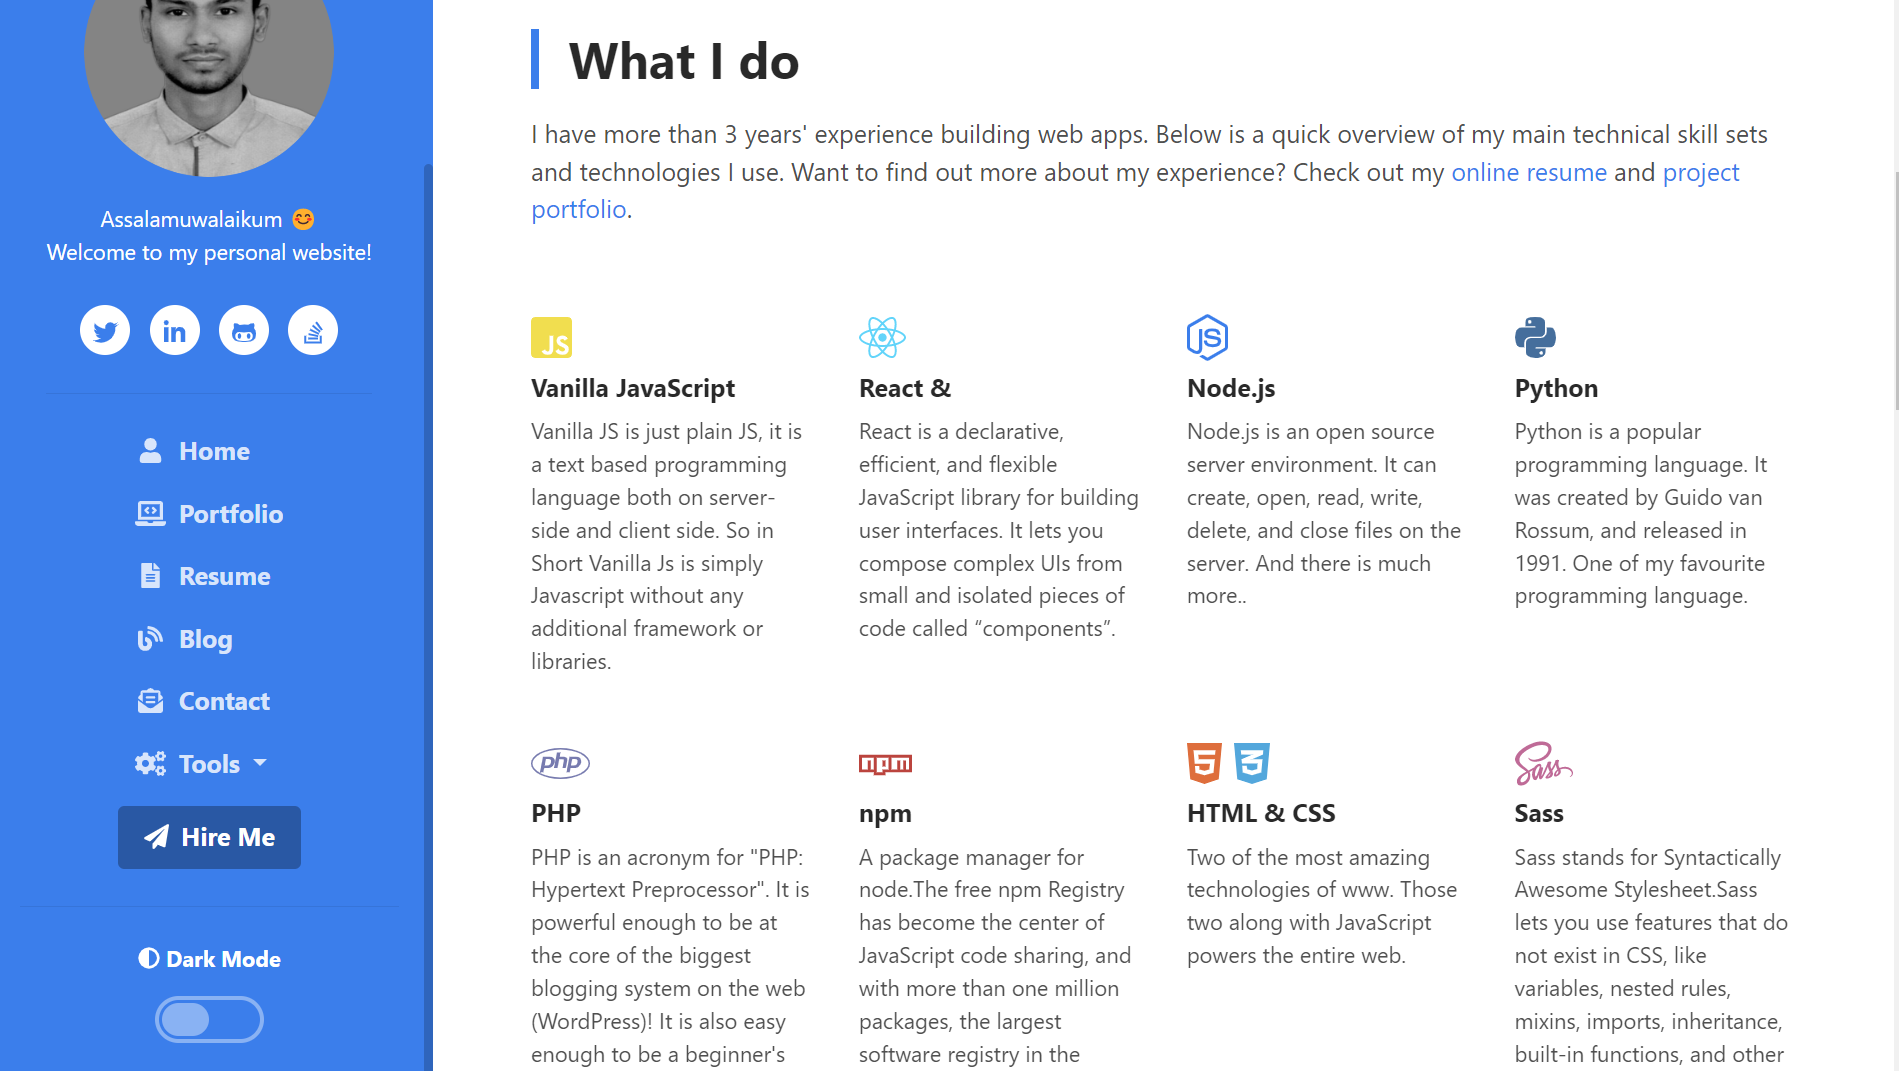 Assalamuwalaikum 😊
Welcome to my personal website!
Home
Portfolio
Resume
Blog
Contact
Tools
Hire Me
Dark Mode
What I do
I have more than 3 years' experience building web apps. Below is a quick overview of my main technical skill sets
and technologies I use. Want to find out more about my experience? Check out my online resume and project
portfolio.
JS
Vanilla JavaScript
Vanilla JS is just plain JS, it is
a text based programming
language both on server-
side and client side. So in
Short Vanilla Js is simply
Javascript without any
additional framework or
libraries.
React &
React is a declarative,
efficient, and flexible
JavaScript library for building
user interfaces. It lets you
compose complex UIs from
small and isolated pieces of
code called “components”.
JS
Node.js
Node.js is an open source
server environment. It can
create, open, read, write,
delete, and close files on the
server. And there is much
more..
Python
Python is a popular
programming language. It
was created by Guido van
Rossum, and released in
1991. One of my favourite
programming language.
php
PHP
PHP is an acronym for "PHP:
Hypertext Preprocessor". It is
powerful enough to be at
the core of the biggest
blogging system on the web
(WordPress)! It is also easy
enough to be a beginner's
npm
npm
A package manager for
node.The free npm Registry
has become the center of
JavaScript code sharing, and
with more than one million
packages, the largest
software registry in the
5 3
HTML & CSS
Two of the most amazing
technologies of www. Those
two along with JavaScript
powers the entire web.
Sass
Sass
Sass stands for Syntactically
Awesome Stylesheet.Sass
lets you use features that do
not exist in CSS, like
variables, nested rules,
mixins, imports, inheritance,
built-in functions, and other